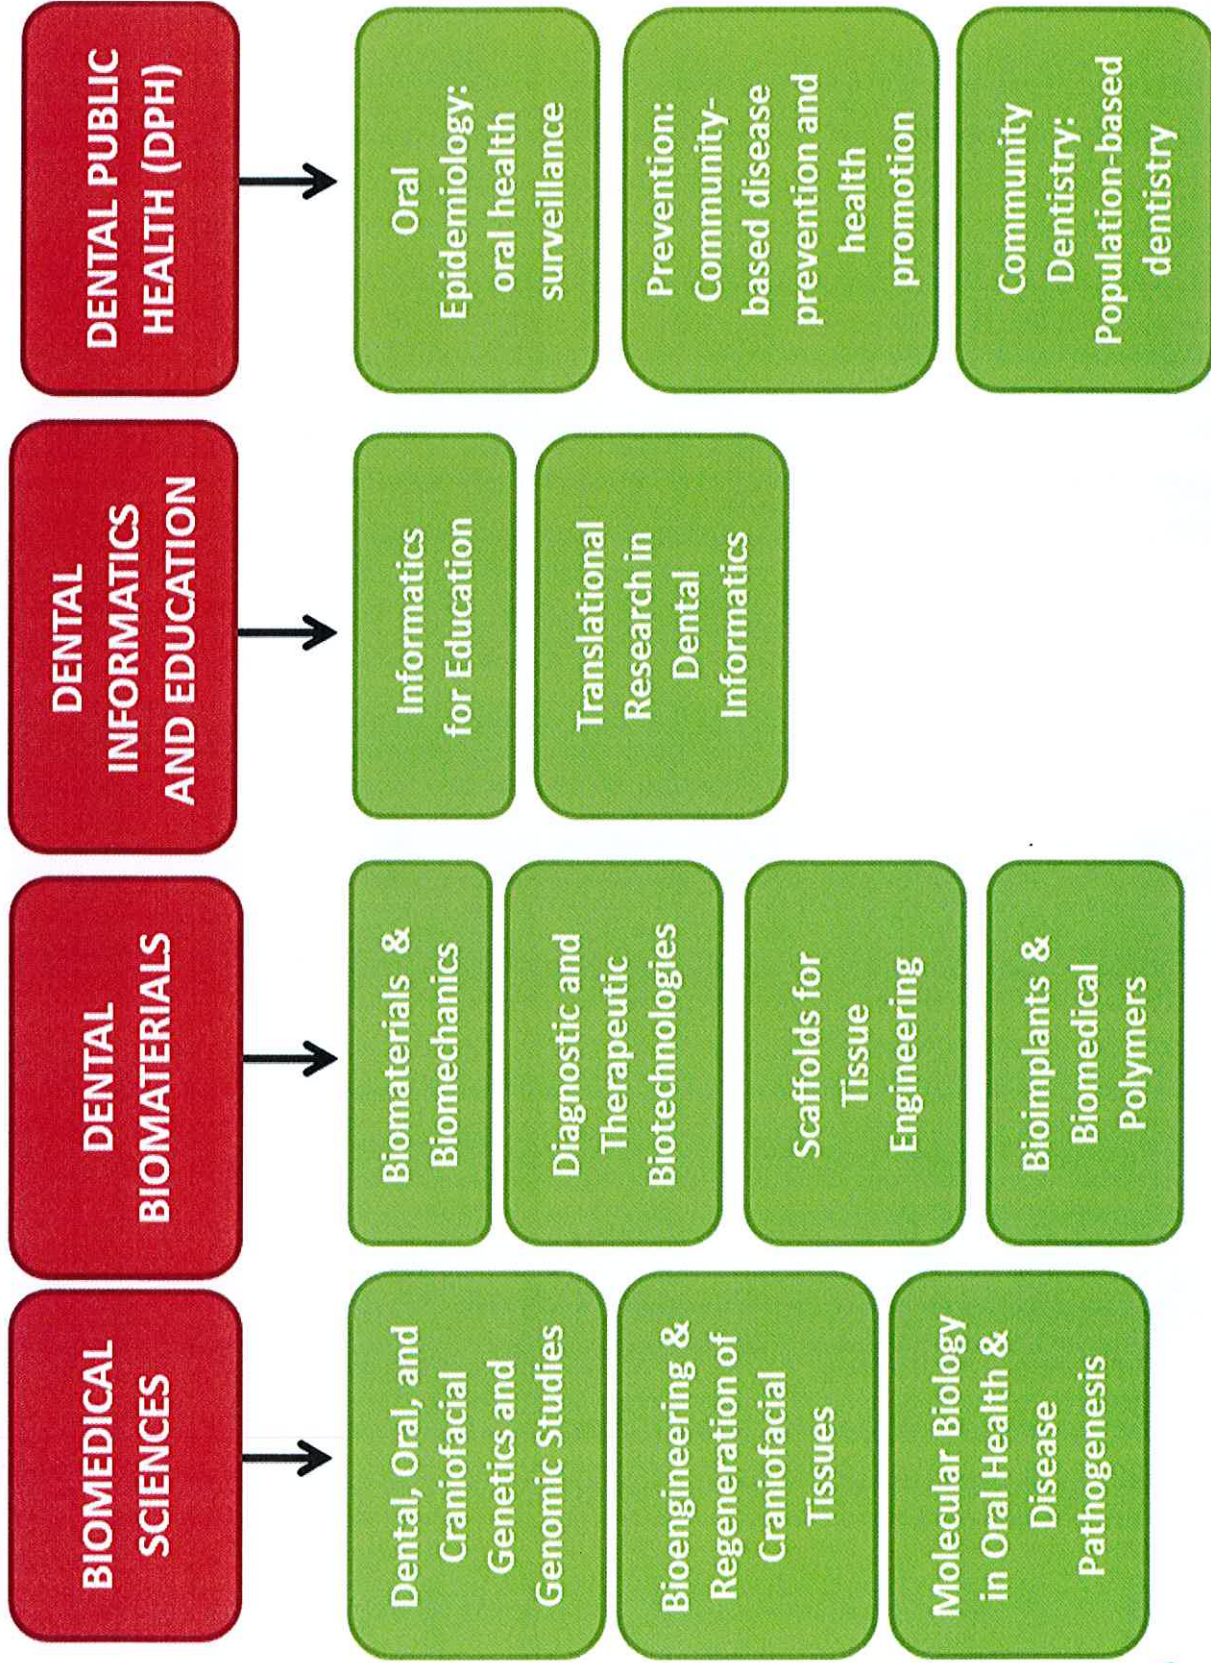 BIOMEDICAL
SCIENCES
Dental, Oral, and
Craniofacial
Genetics and
Genomic Studies
Bioengineering &
Regeneration of
Craniofacial
Tissues
Molecular Biology
in Oral Health &
Disease
Pathogenesis
DENTAL
BIOMATERIALS
Biomaterials &
Biomechanics
Diagnostic and
Therapeutic
Biotechnologies
Scaffolds for
Tissue
Engineering
Bioimplants &
Biomedical
Polymers
DENTAL
INFORMATICS
AND EDUCATION
Informatics
for Education
Translational
Research in
Dental
Informatics
DENTAL PUBLIC
HEALTH (DPH)
Oral
Epidemiology:
oral health
surveillance
Prevention:
Community-
based disease
prevention and
health
promotion
Community
Dentistry:
Population-based
dentistry